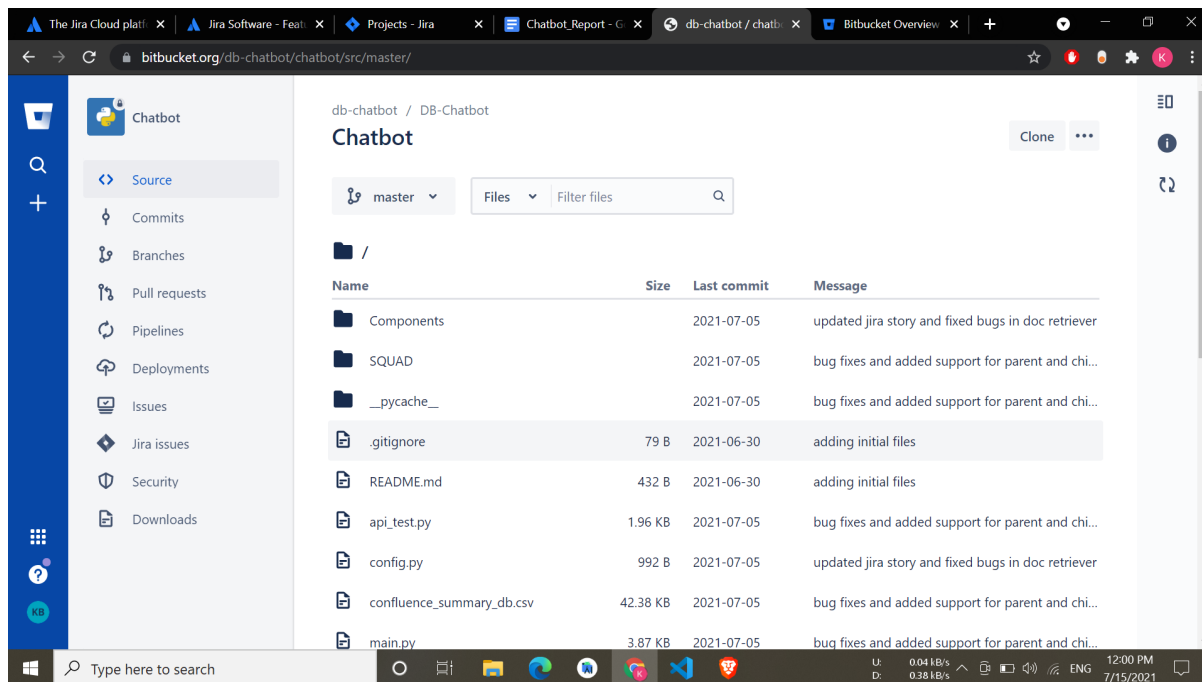 The Jira Cloud platf
Jira Software - Featu
Projects - Jira
Chatbot_Report - G
db-chatbot / chatb
Bitbucket Overview
bitbucket.org/db-chatbot/chatbot/src/master/
K
Chatbot
Source
Commits
Branches
Pull requests
Pipelines
Deployments
Issues
Jira issues
Security
Downloads
KB
db-chatbot / DB-Chatbot
Chatbot
Clone
master
Files
Filter files
/
Name Size Last commit Message
Components 2021-07-05 updated jira story and fixed bugs in doc retriever
SQUAD 2021-07-05 bug fixes and added support for parent and chi...
__pycache__ 2021-07-05 bug fixes and added support for parent and chi...
.gitignore 79 B 2021-06-30 adding initial files
README.md 432 B 2021-06-30 adding initial files
api_test.py 1.96 KB 2021-07-05 bug fixes and added support for parent and chi...
config.py 992 B 2021-07-05 updated jira story and fixed bugs in doc retriever
confluence_summary_db.csv 42.38 KB 2021-07-05 bug fixes and added support for parent and chi...
main.py 3.87 KB 2021-07-05 bug fixes and added support for parent and chi...
Type here to search
U: 0.04 kB/s
D: 0.38 kB/s
ENG
12:00 PM
7/15/2021